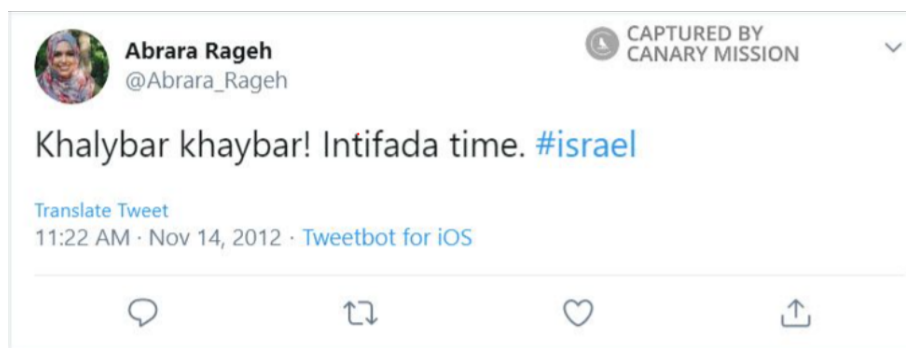 Abrara Rageh
@Abrara_Rageh
CAPTURED BY
CANARY MISSION
Khalybar khaybar! Intifada time. #israel
Translate Tweet
11:22 AM · Nov 14, 2012 · Tweetbot for iOS